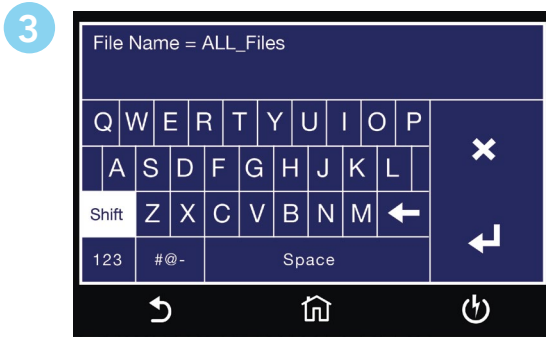 3
File Name = ALL_Files
Q W E R T Y U I O P
A S D F G H J K L
Shift Z X C V B N M
123 #@- Space